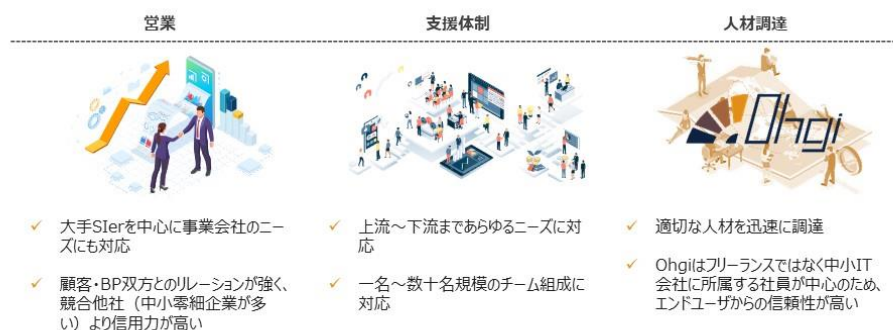 営業
支援体制
人材調達
Ohgi
✓ 大手SIerを中心に事業会社のニー
ズにも対応
✓ 顧客・BP双方とのリレーションが強く、
競合他社（中小零細企業が多
い）より信用力が高い
✓ 上流～下流まであらゆるニーズに対
応
✓ 一名～数十名規模のチーム組成に
対応
✓ 適切な人材を迅速に調達
✓ Ohgiはフリーランスではなく中小IT
会社に所属する社員が中心のため、
エンドユーザからの信頼性が高い